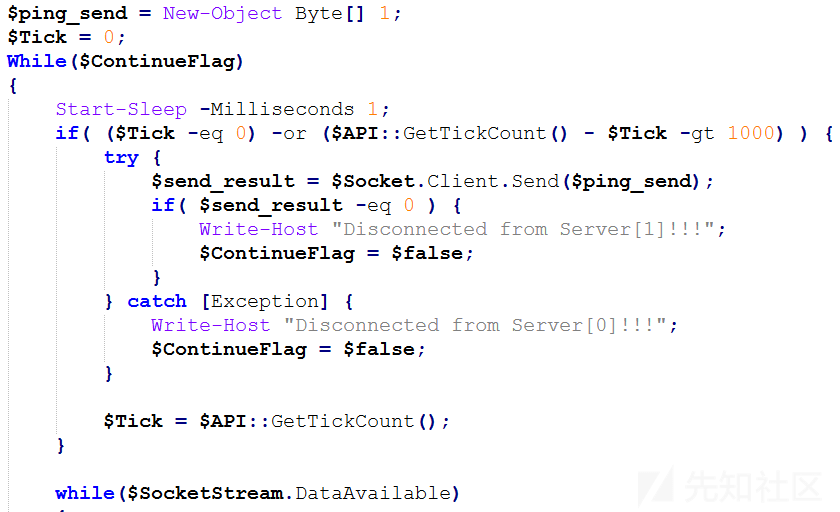 $ping_send = New-Object Byte[] 1;
$Tick = 0;
While($ContinueFlag)
{
    Start-Sleep -Milliseconds 1;
    if( ($Tick -eq 0) -or ($API::GetTickCount() - $Tick -gt 1000) ) {
        try {
            $send_result = $Socket.Client.Send($ping_send);
            if( $send_result -eq 0 ) {
                Write-Host "Disconnected from Server[1]!!!";
                $ContinueFlag = $false;
            }
        } catch [Exception] {
            Write-Host "Disconnected from Server[0]!!!";
            $ContinueFlag = $false;
        }

        $Tick = $API::GetTickCount();
    }

    while($SocketStream.DataAvailable)
先知社区